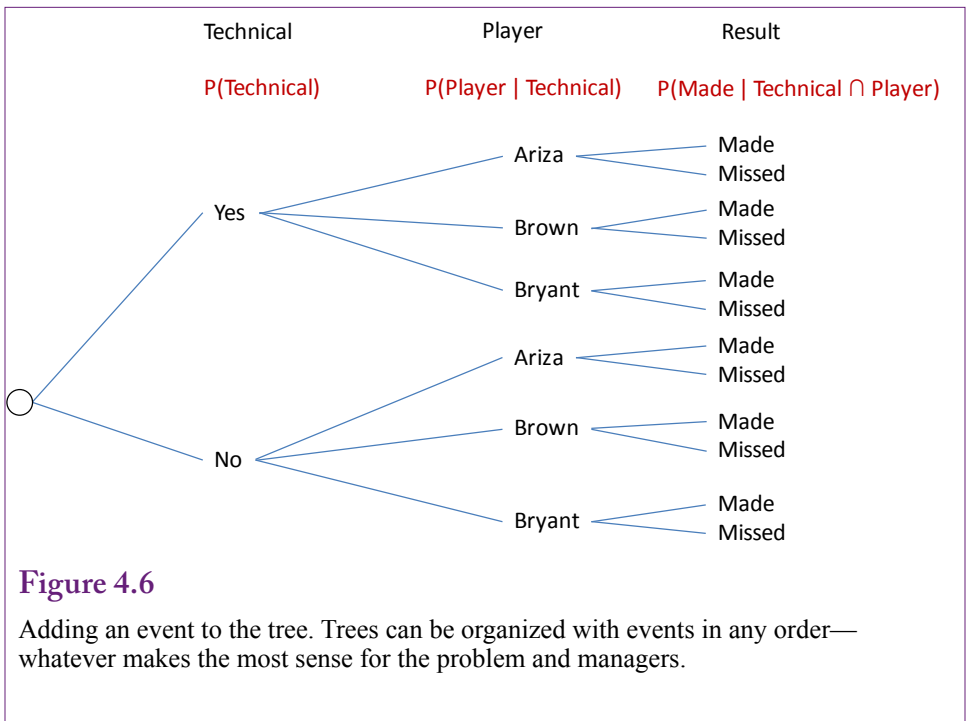 Technical Player Result
P(Technical) P(Player | Technical) P(Made | Technical ∩ Player)
Ariza
Made
Missed
Yes
Brown
Made
Missed
Bryant
Made
Missed
Ariza
Made
Missed
No
Brown
Made
Missed
Bryant
Made
Missed
Figure 4.6
Adding an event to the tree. Trees can be organized with events in any order—
whatever makes the most sense for the problem and managers.